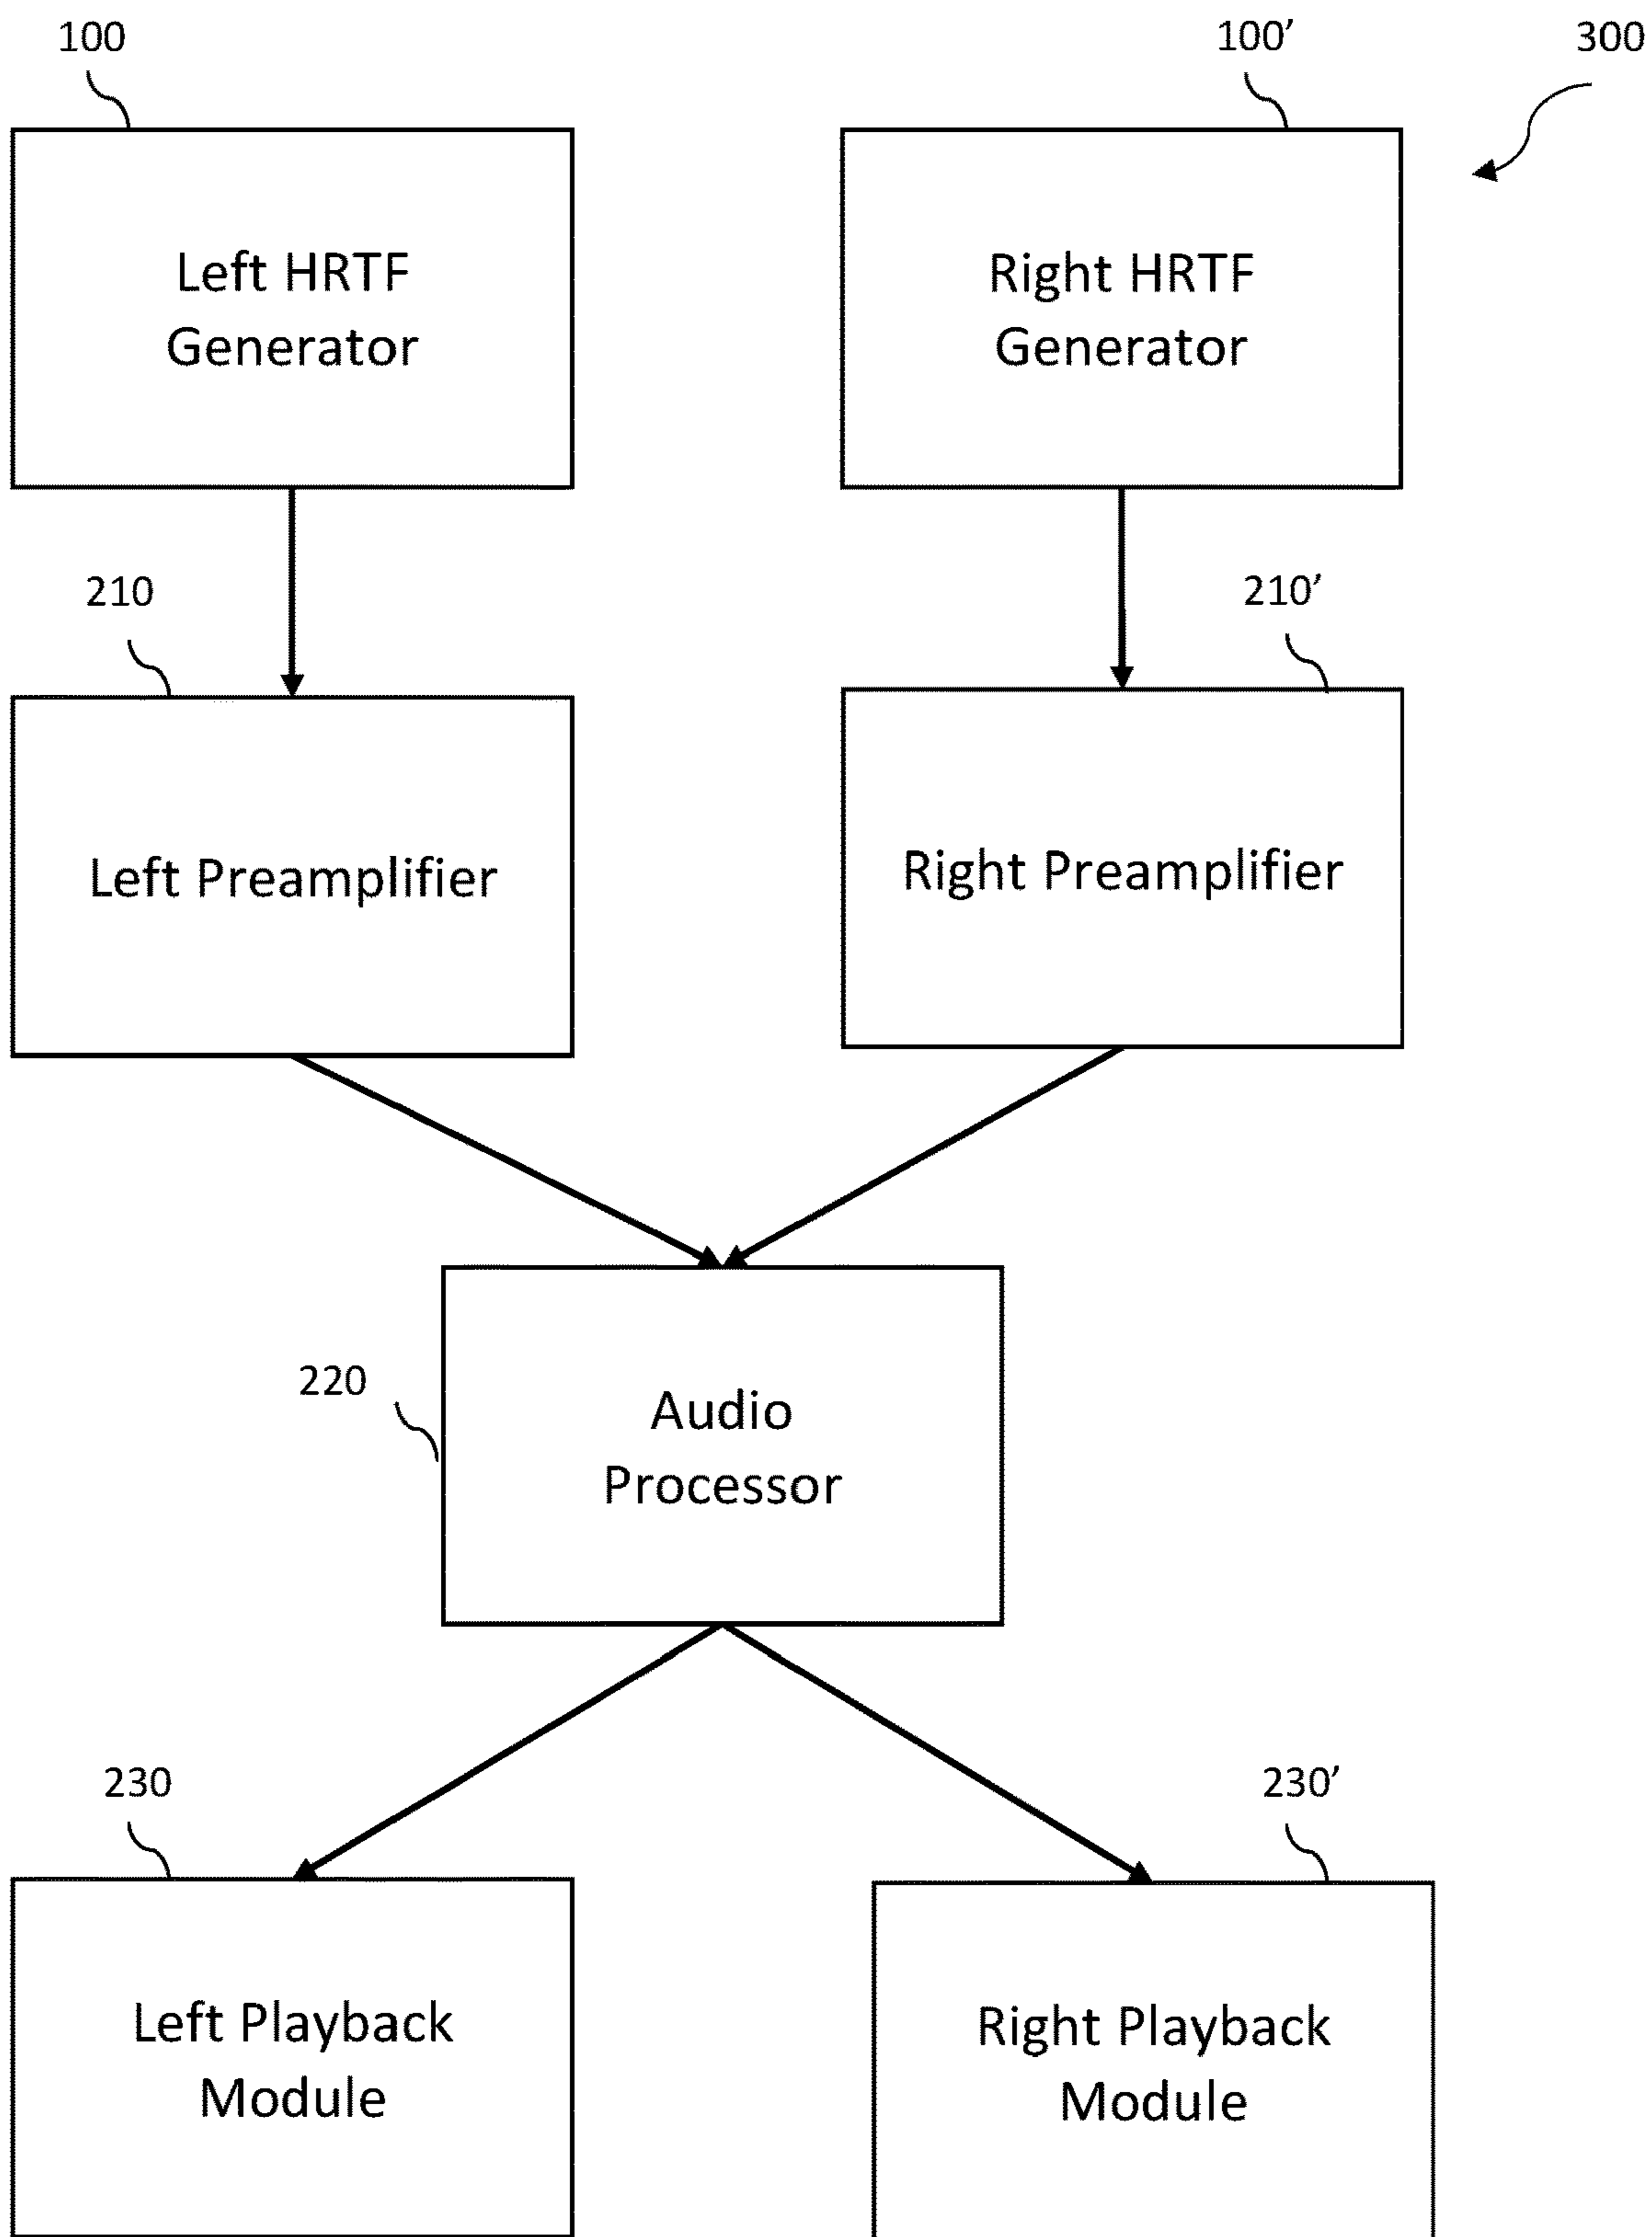 100
100’
300
Left HRTF
Generator
Right HRTF
Generator
210
210’
Left Preamplifier
Right Preamplifier
220
Audio
Processor
230
230’
Left Playback
Module
Right Playback
Module